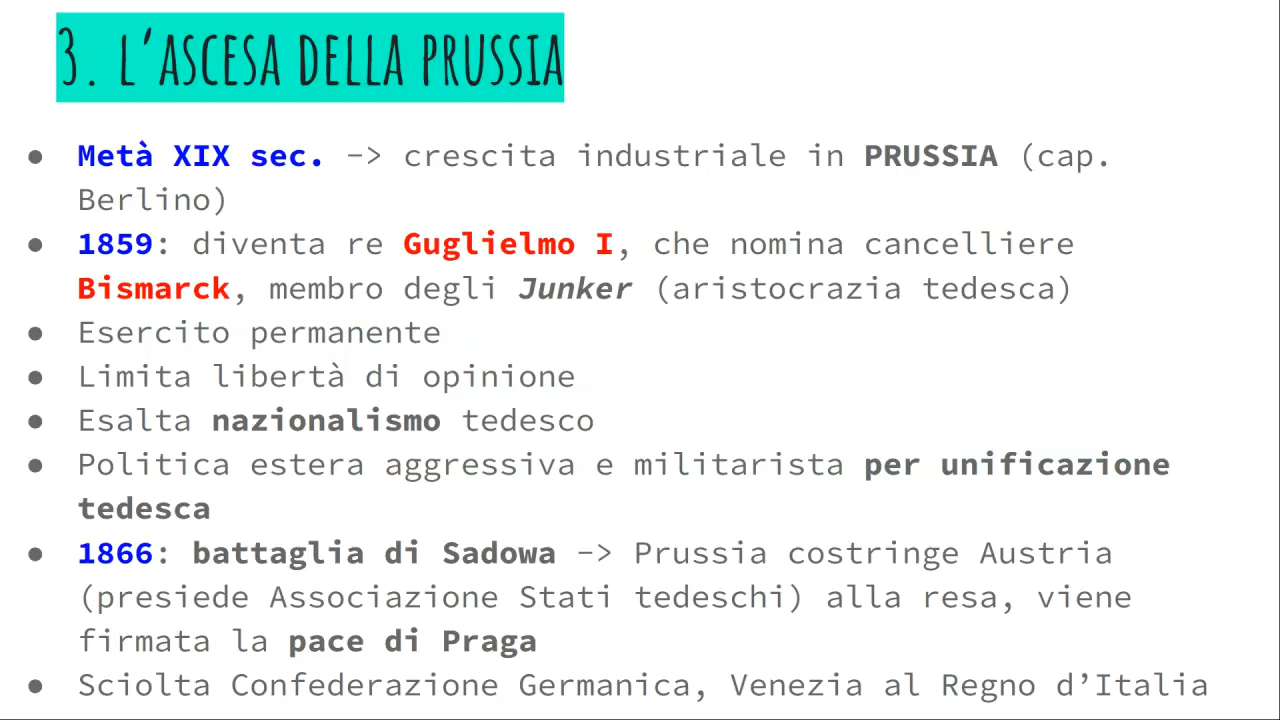 3. L'ASCESA DELLA PRUSSIA
● Metà XIX sec. -> crescita industriale in PRUSSIA (cap.
Berlino)
● 1859: diventa re Guglielmo I, che nomina cancelliere
Bismarck, membro degli Junker (aristocrazia tedesca)
● Esercito permanente
● Limita libertà di opinione
● Esalta nazionalismo tedesco
● Politica estera aggressiva e militarista per unificazione
tedesca
● 1866: battaglia di Sadowa -> Prussia costringe Austria
(presiede Associazione Stati tedeschi) alla resa, viene
firmata la pace di Praga
● Sciolta Confederazione Germanica, Venezia al Regno d'Italia